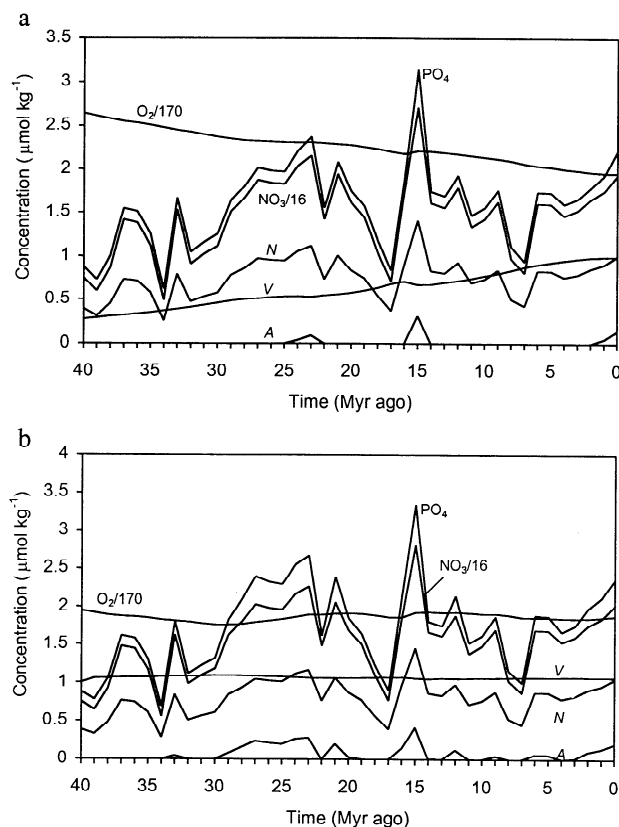 a
Concentration ( μmol kg⁻¹)
3.5
3
2.5
2
1.5
1
0.5
0
O₂/170
PO₄
NO₃/16
N
V
A
40 35 30 25 20 15 10 5 0
Time (Myr ago)
b
Concentration ( μmol kg⁻¹)
4
3.5
3
2.5
2
1.5
1
0.5
0
PO₄
NO₃/16
O₂/170
V
N
A
40 35 30 25 20 15 10 5 0
Time (Myr ago)